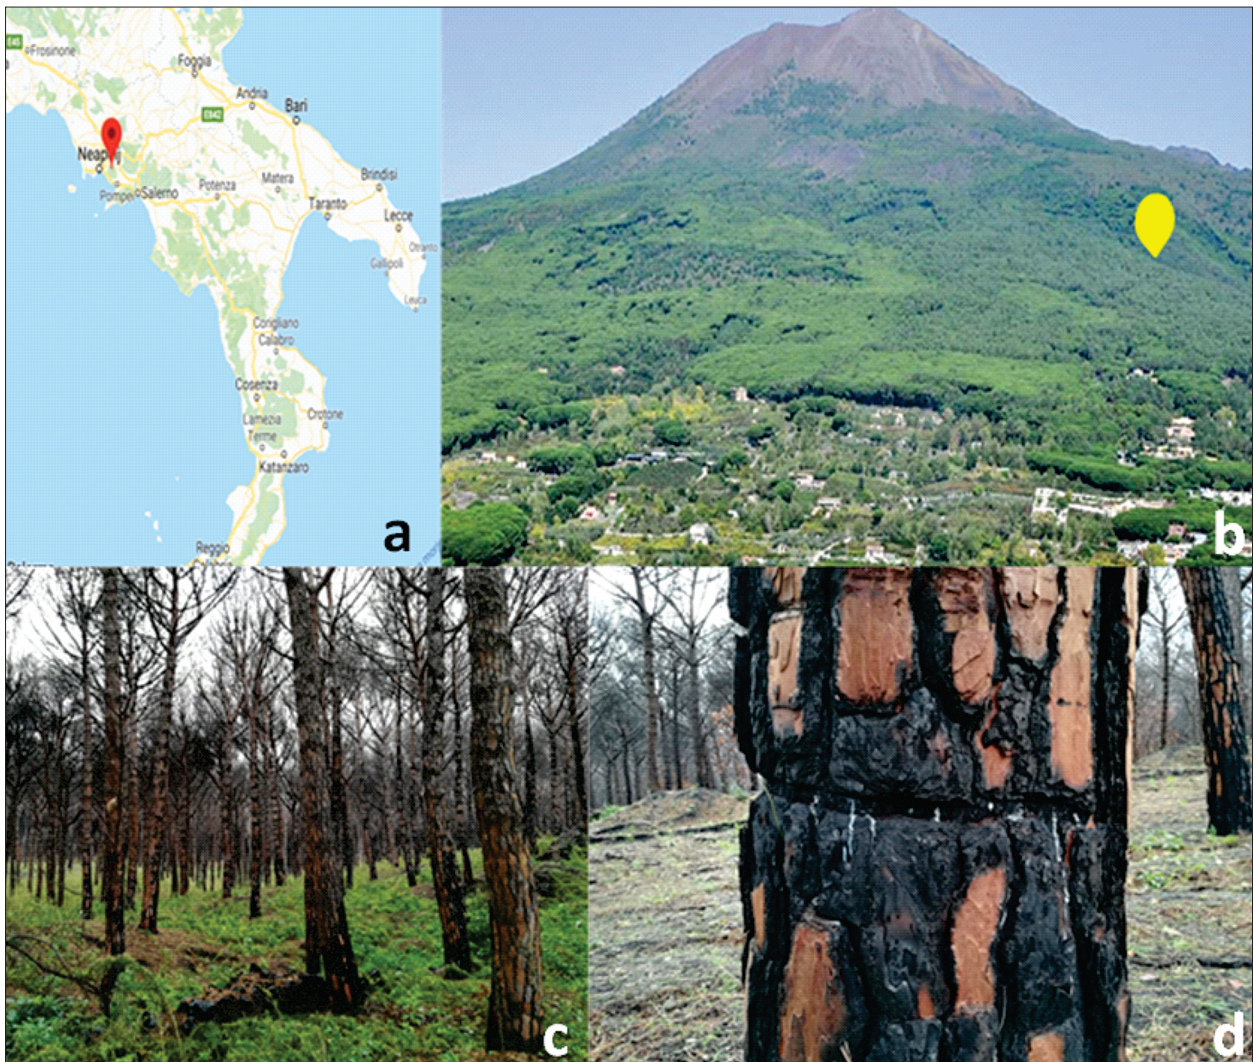 E45
Frosinone
Foggia
Andria
Bari
E842
Neapolj
Pompei
Salerno
Potenza
Matera
Brindisi
Taranto
Lecce
Otranto
Gallipoli
Leuca
Corigliano
Calabro
Cosenza
Crotone
Lamezia
Terme
Katanzaro
Reggio
a
b
c
d